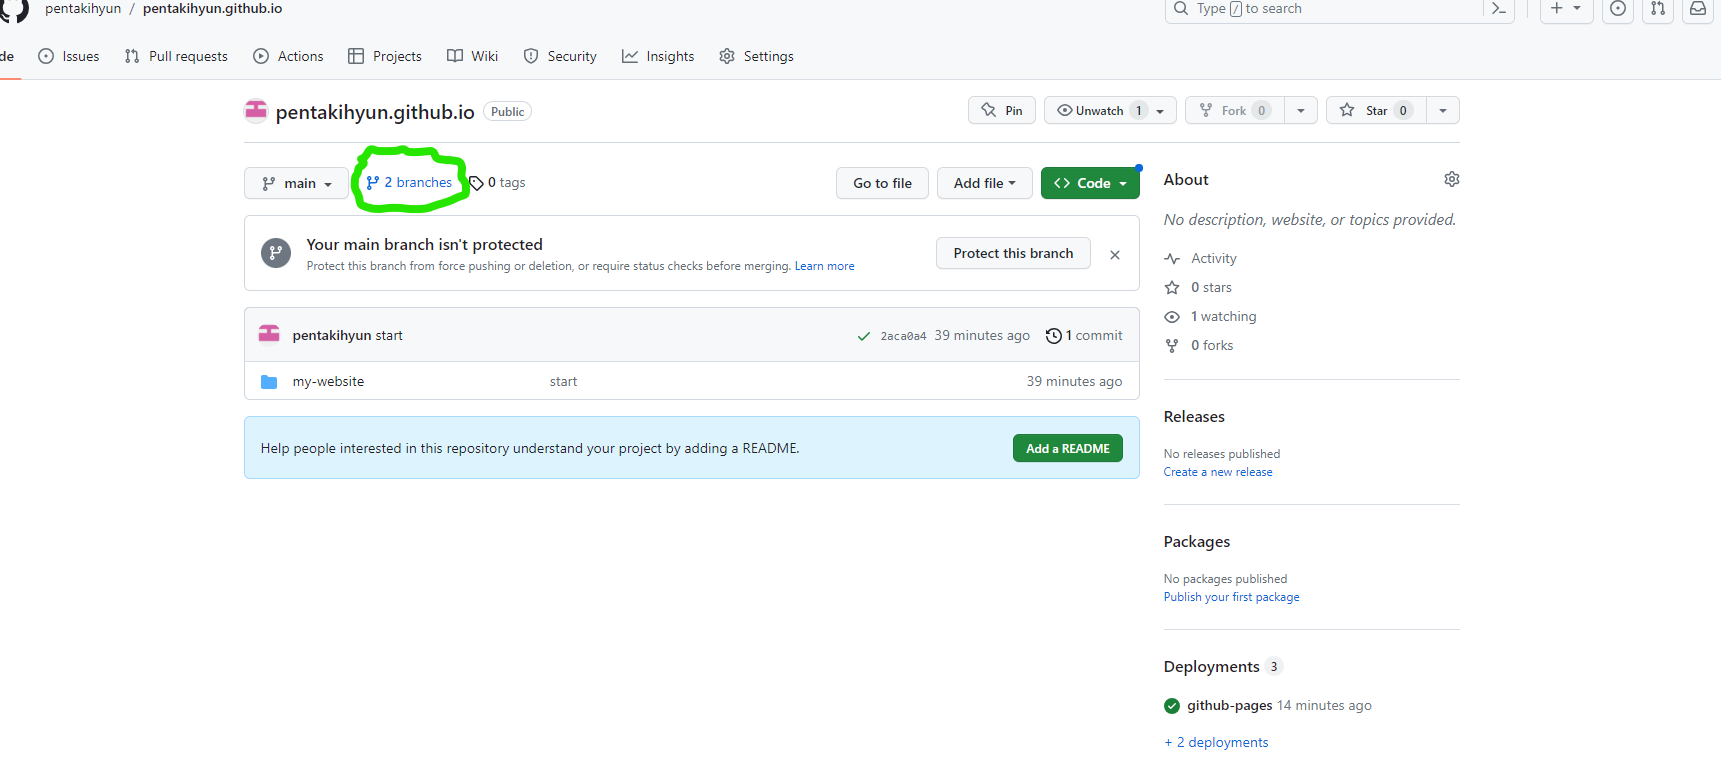 pentakihyun / pentakihyun.github.io
Type / to search
de Issues Pull requests Actions Projects Wiki Security Insights Settings
pentakihyun.github.io Public
Pin Unwatch 1 Fork 0 Star 0
main 2 branches 0 tags Go to file Add file <> Code
Your main branch isn't protected
Protect this branch from force pushing or deletion, or require status checks before merging. Learn more
Protect this branch
pentakihyun start 2aca0a4 39 minutes ago 1 commit
my-website start 39 minutes ago
Help people interested in this repository understand your project by adding a README.
Add a README
About
No description, website, or topics provided.
Activity
0 stars
1 watching
0 forks
Releases
No releases published
Create a new release
Packages
No packages published
Publish your first package
Deployments 3
github-pages 14 minutes ago
+ 2 deployments